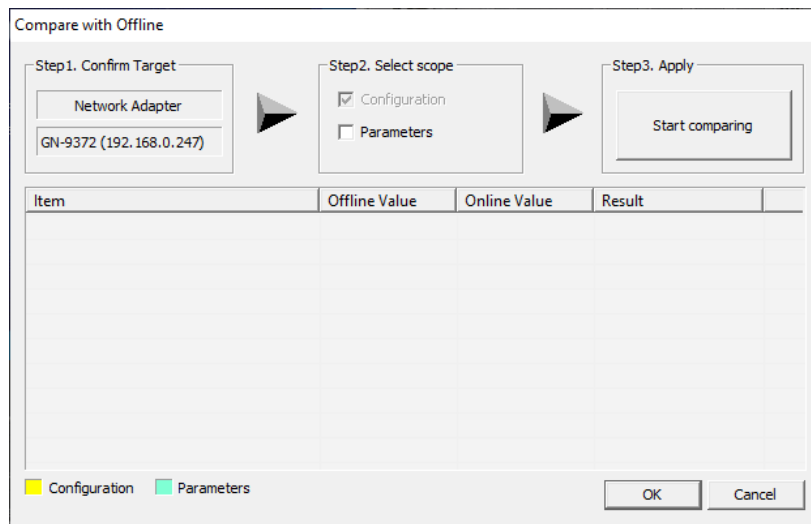 Compare with Offline
Step1. Confirm Target
Network Adapter
GN-9372 (192.168.0.247)
Step2. Select scope
Configuration
Parameters
Step3. Apply
Start comparing
Item Offline Value Online Value Result
Configuration Parameters
OK Cancel